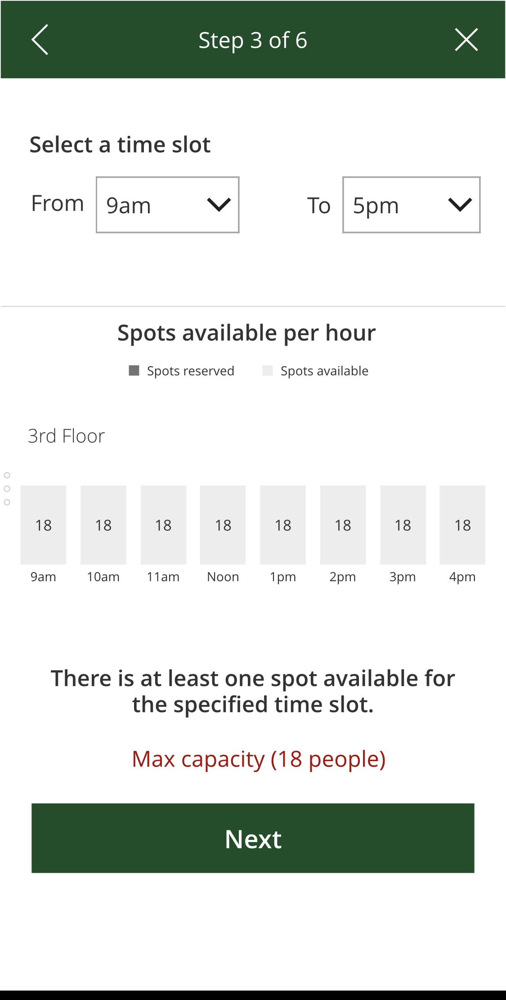 Step 3 of 6
Select a time slot
From 9am To 5pm
Spots available per hour
Spots reserved Spots available
3rd Floor
18 18 18 18 18 18 18 18
9am 10am 11am Noon 1pm 2pm 3pm 4pm
There is at least one spot available for
the specified time slot.
Max capacity (18 people)
Next